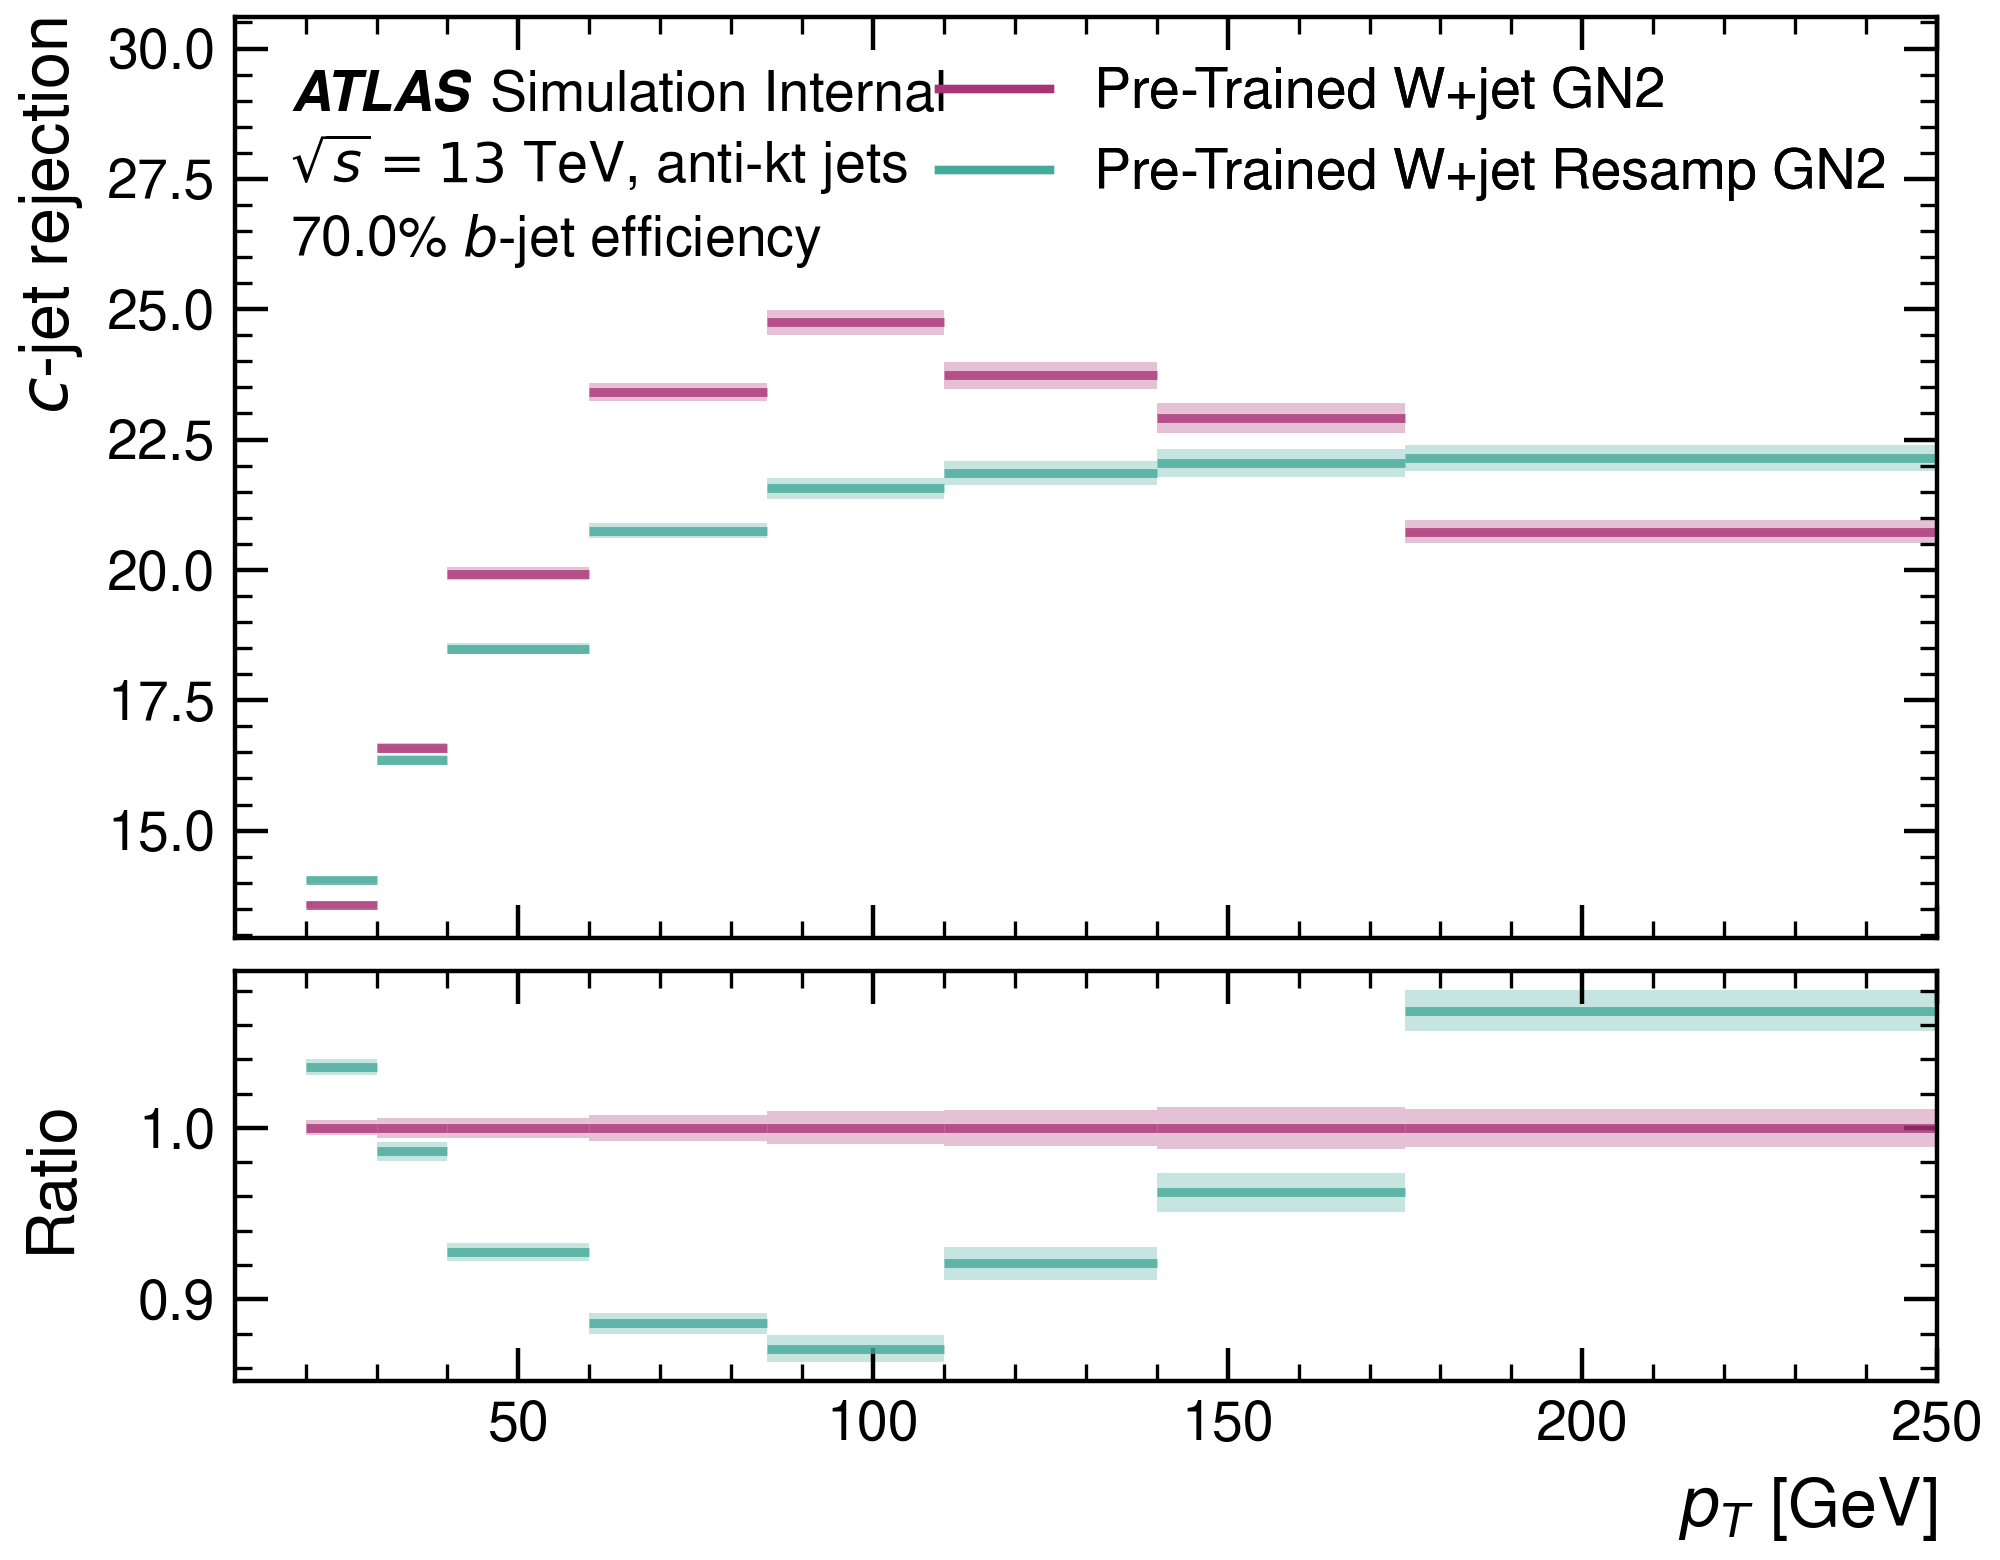 c-jet rejection
30.0
27.5
25.0
22.5
20.0
17.5
15.0
ATLAS Simulation Internal
√s = 13 TeV, anti-kt jets
70.0% b-jet efficiency
Pre-Trained W+jet GN2
Pre-Trained W+jet Resamp GN2
Ratio
1.0
0.9
50 100 150 200 250
p_T [GeV]